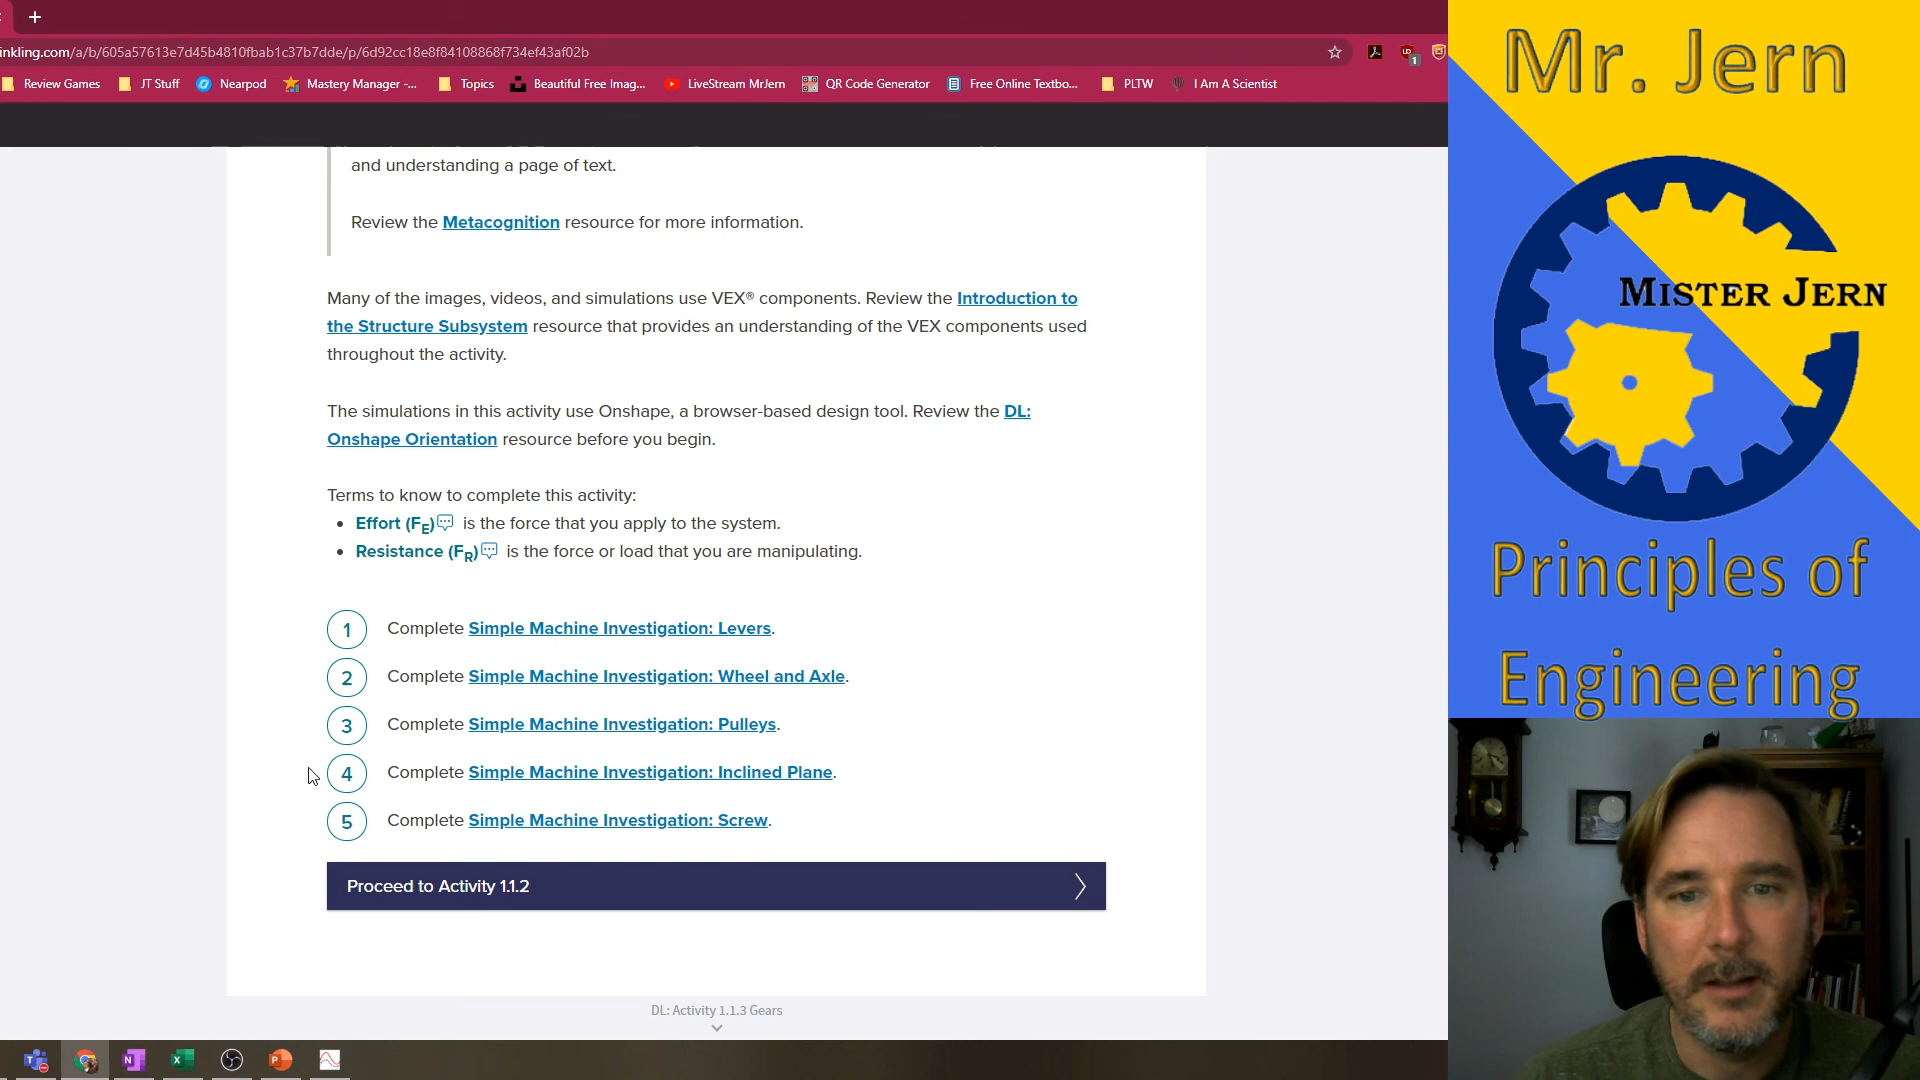 inkling.com/a/b/605a57613e7d45b4810fbab1c37b7dde/p/6d92cc18e8f84108868f734ef43af02b
Review Games
JT Stuff
Nearpod
Mastery Manager -...
Topics
Beautiful Free Imag...
LiveStream MrJern
QR Code Generator
Free Online Textbo...
PLTW
I Am A Scientist
and understanding a page of text.
Review the Metacognition resource for more information.
Many of the images, videos, and simulations use VEX® components. Review the Introduction to
the Structure Subsystem resource that provides an understanding of the VEX components used
throughout the activity.
The simulations in this activity use Onshape, a browser-based design tool. Review the DL:
Onshape Orientation resource before you begin.
Terms to know to complete this activity:
• Effort (FE) is the force that you apply to the system.
• Resistance (FR) is the force or load that you are manipulating.
1 Complete Simple Machine Investigation: Levers.
2 Complete Simple Machine Investigation: Wheel and Axle.
3 Complete Simple Machine Investigation: Pulleys.
4 Complete Simple Machine Investigation: Inclined Plane.
5 Complete Simple Machine Investigation: Screw.
Proceed to Activity 1.1.2
DL: Activity 1.1.3 Gears
Mr. Jern
MISTER JERN
Principles of
Engineering